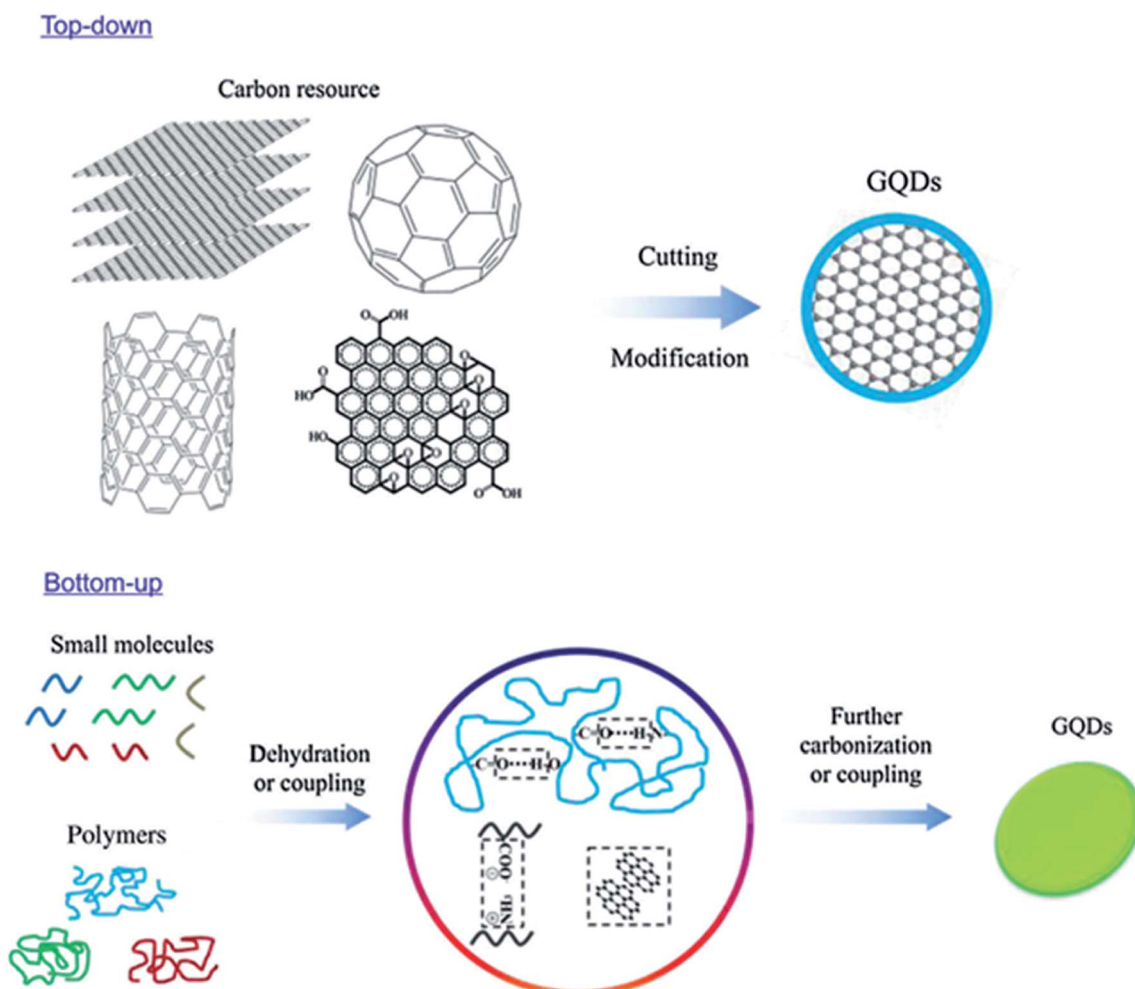 Top-down
Carbon resource
GQDs
Cutting
Modification
O
OH
O
HO
HO
O
O
O
O
O
O
O
OH
Bottom-up
Small molecules
Dehydration
or coupling
Polymers
C=O····H N
C=O····H O
COO
⊖
⊕
Further
carbonization
or coupling
GQDs